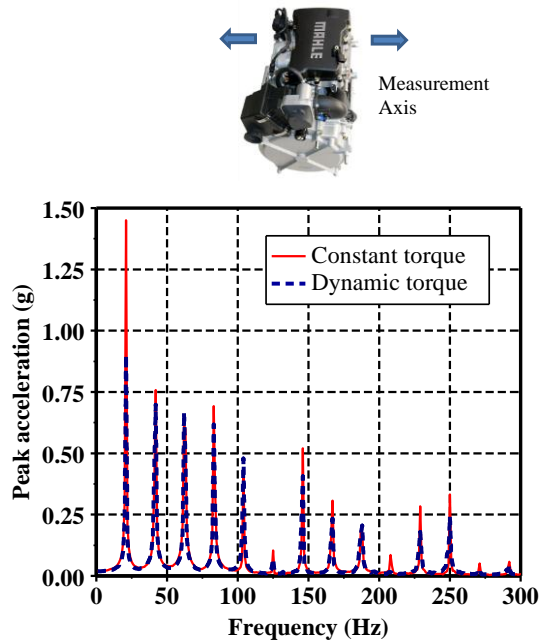 MAHLE
Measurement
Axis
1.50
1.25
1.00
0.75
0.50
0.25
0.00
Peak acceleration (g)
Constant torque
Dynamic torque
0
50
100
150
200
250
300
Frequency (Hz)